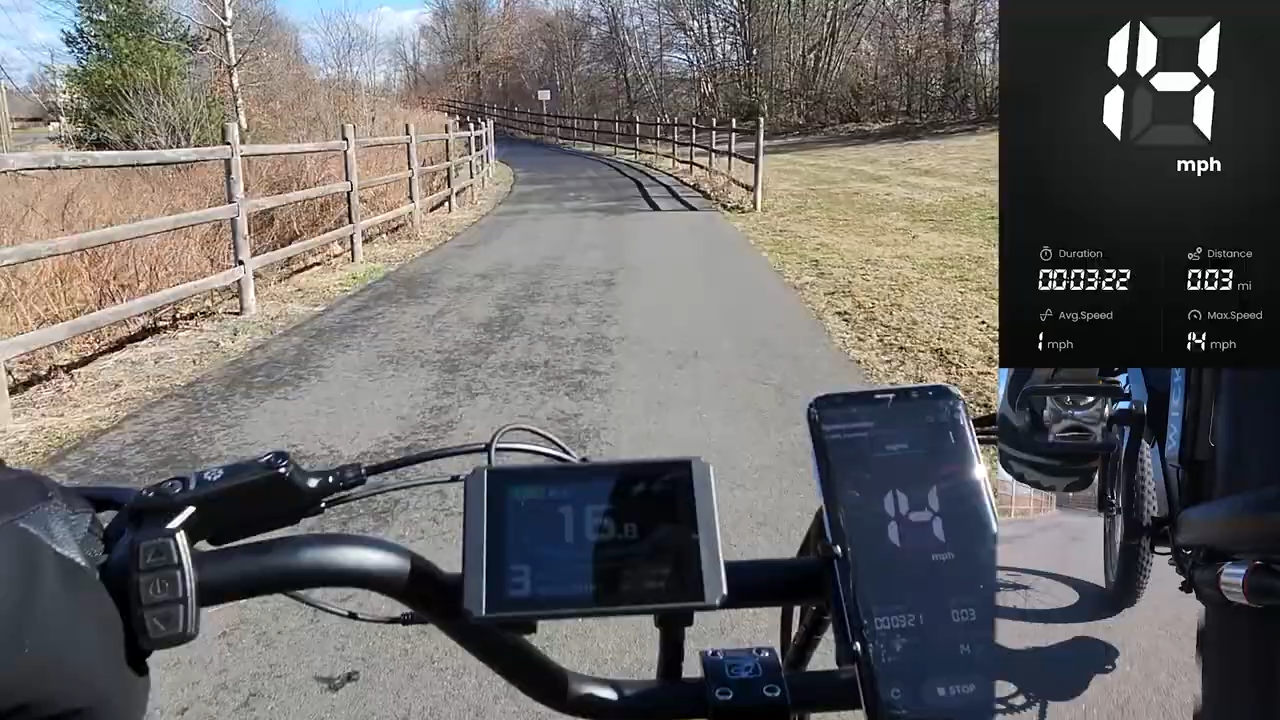 14
mph
Duration
Distance
00:03:22
0.03 mi
Avg.Speed
Max.Speed
1 mph
14 mph
16.8
3
14
mph
00:03:21
0.03
14
C
STOP